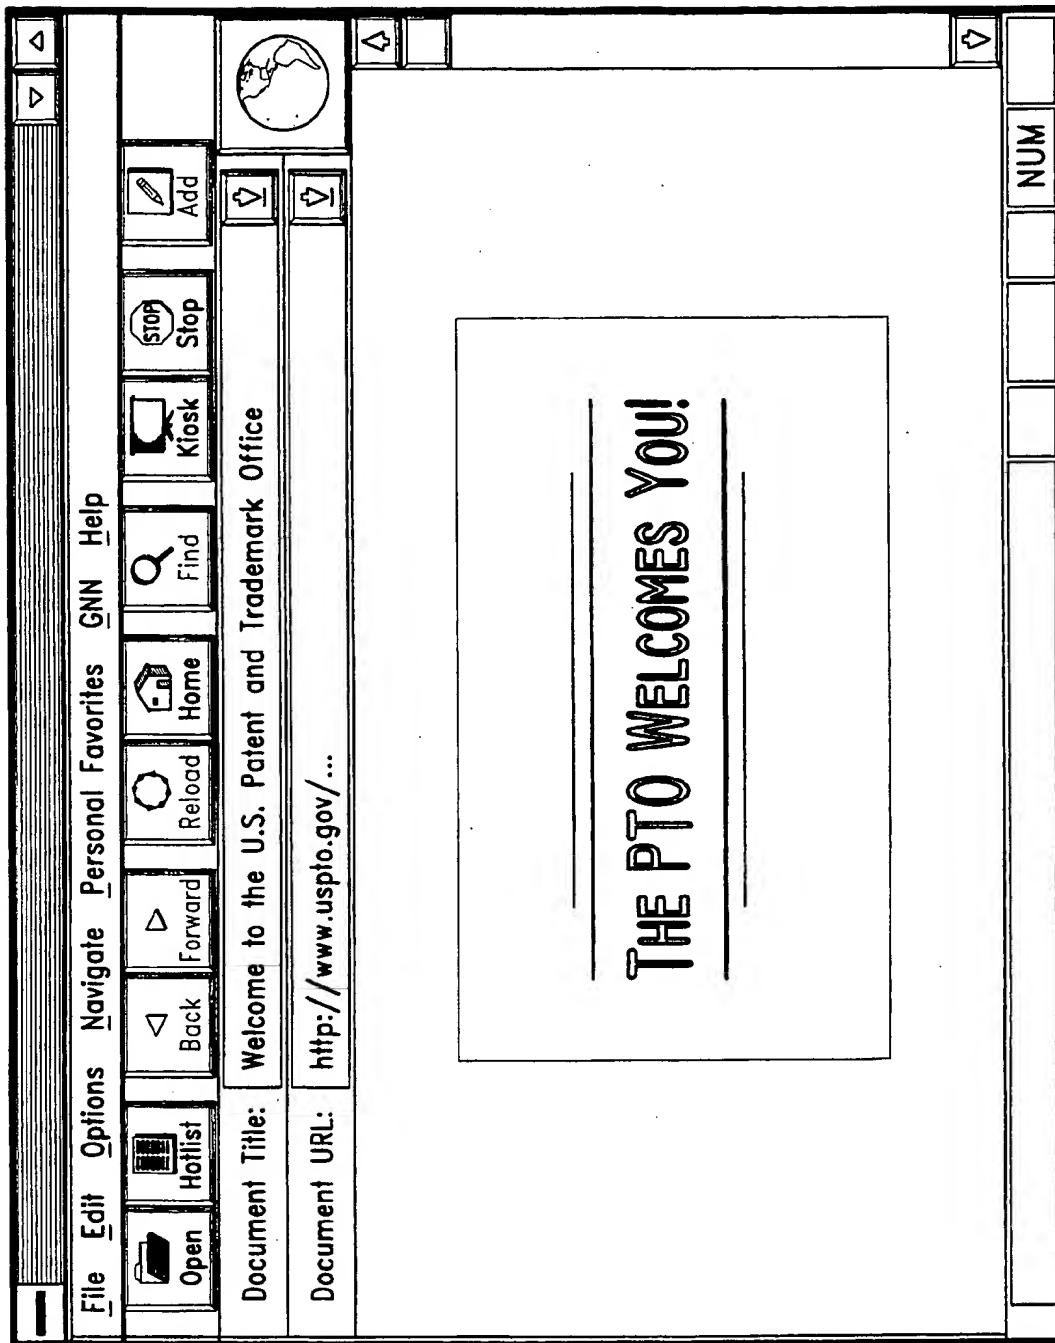 File Edit Options Navigate Personal Favorites GNN Help
Open Hotlist Back Forward Reload Home Find Kiosk STOP Stop Add
Document Title: Welcome to the U.S. Patent and Trademark Office
Document URL: http://www.uspto.gov/...
THE PTO WELCOMES YOU!
NUM